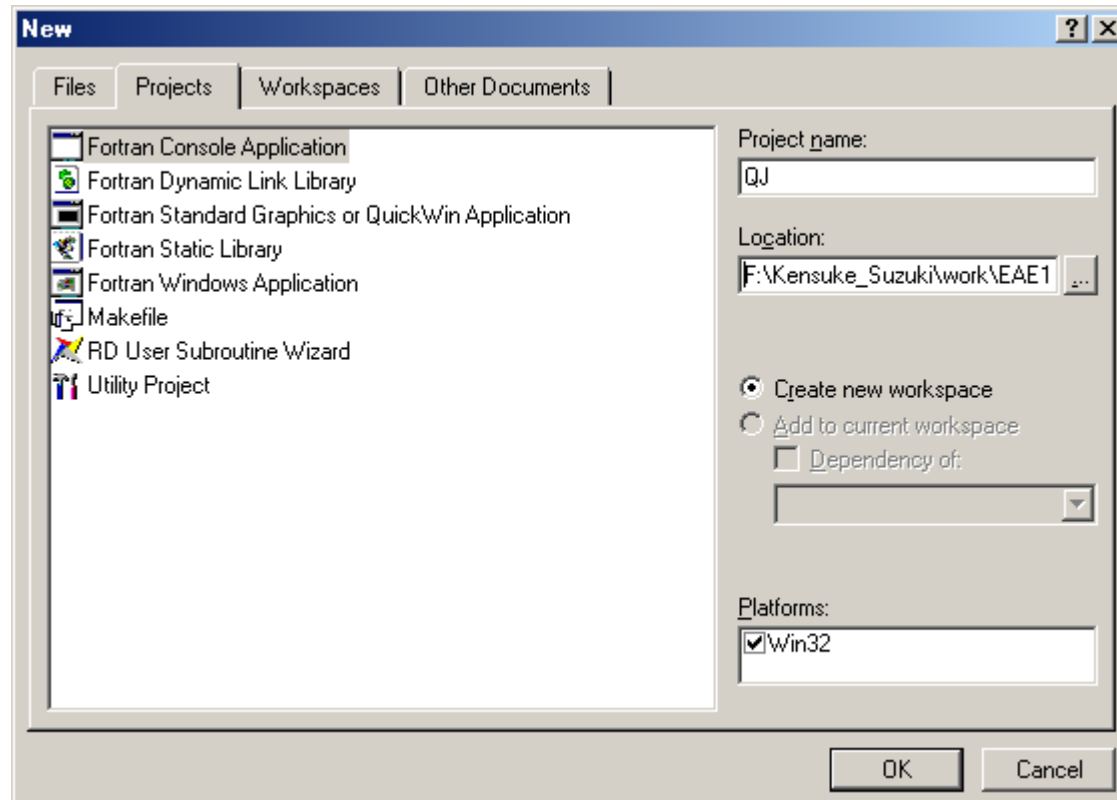 New
Files Projects Workspaces Other Documents
Fortran Console Application
Fortran Dynamic Link Library
Fortran Standard Graphics or QuickWin Application
Fortran Static Library
Fortran Windows Application
Makefile
RD User Subroutine Wizard
Utility Project
Project name:
QJ
Location:
F:\Kensuke_Suzuki\work\EAE1
...
Create new workspace
Add to current workspace
Dependency of:
Platforms:
Win32
OK Cancel